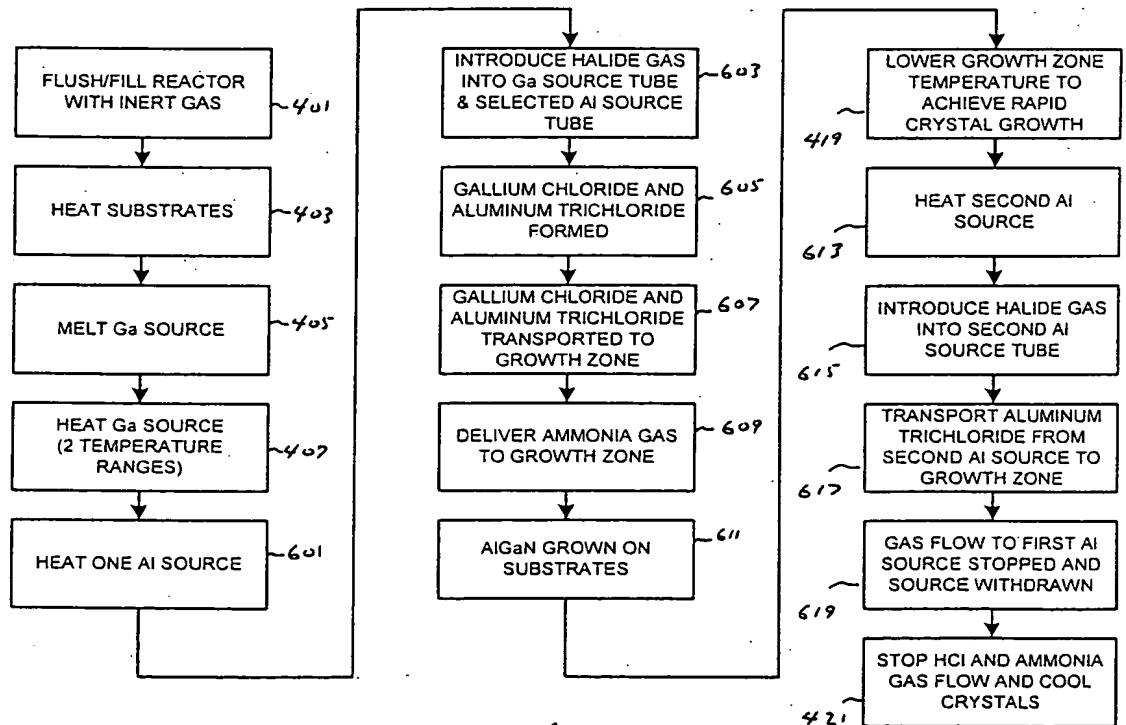 FLUSH/FILL REACTOR
WITH INERT GAS
401
HEAT SUBSTRATES
403
MELT Ga SOURCE
405
HEAT Ga SOURCE
(2 TEMPERATURE
RANGES)
407
HEAT ONE Al SOURCE
601
INTRODUCE HALIDE GAS
INTO Ga SOURCE TUBE
& SELECTED Al SOURCE
TUBE
603
GALLIUM CHLORIDE AND
ALUMINUM TRICHLORIDE
FORMED
605
GALLIUM CHLORIDE AND
ALUMINUM TRICHLORIDE
TRANSPORTED TO
GROWTH ZONE
607
DELIVER AMMONIA GAS
TO GROWTH ZONE
609
AlGaN GROWN ON
SUBSTRATES
611
LOWER GROWTH ZONE
TEMPERATURE TO
ACHIEVE RAPID
CRYSTAL GROWTH
419
HEAT SECOND Al
SOURCE
613
INTRODUCE HALIDE GAS
INTO SECOND Al
SOURCE TUBE
615
TRANSPORT ALUMINUM
TRICHLORIDE FROM
SECOND Al SOURCE TO
GROWTH ZONE
617
GAS FLOW TO FIRST Al
SOURCE STOPPED AND
SOURCE WITHDRAWN
619
STOP HCl AND AMMONIA
GAS FLOW AND COOL
CRYSTALS
421